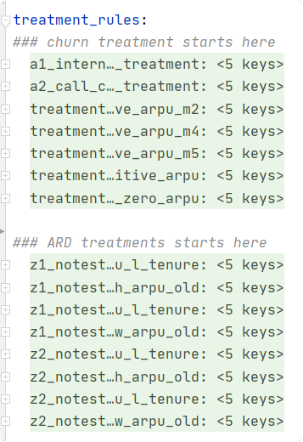 treatment_rules:
### churn treatment starts here
a1_intern…_treatment: <5 keys>
a2_call_c…_treatment: <5 keys>
treatment…ve_arpu_m2: <5 keys>
treatment…ve_arpu_m4: <5 keys>
treatment…ve_arpu_m5: <5 keys>
treatment…itive_arpu: <5 keys>
treatment…_zero_arpu: <5 keys>
### ARD treatments starts here
z1_notest…u_l_tenure: <5 keys>
z1_notest…h_arpu_old: <5 keys>
z1_notest…u_l_tenure: <5 keys>
z1_notest…w_arpu_old: <5 keys>
z2_notest…u_l_tenure: <5 keys>
z2_notest…h_arpu_old: <5 keys>
z2_notest…u_l_tenure: <5 keys>
z2_notest…w_arpu_old: <5 keys>